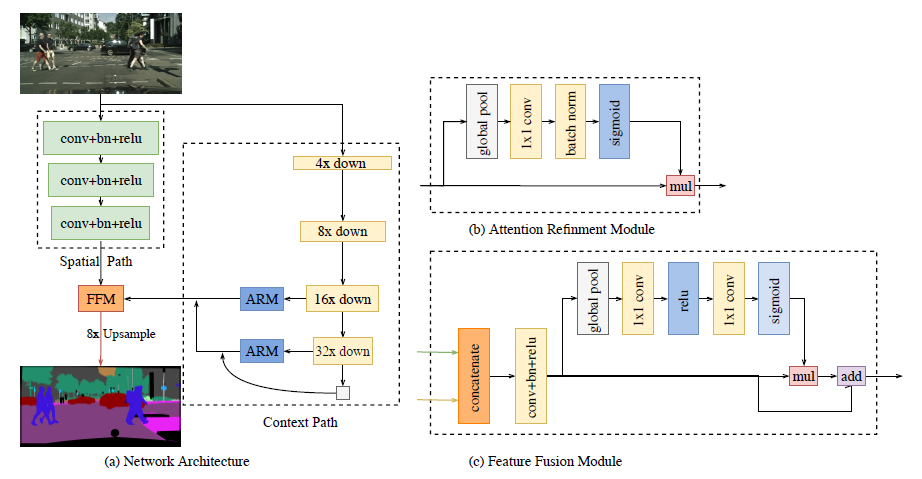 conv+bn+relu
conv+bn+relu
conv+bn+relu
Spatial Path
FFM
8x Upsample
4x down
8x down
ARM
16x down
ARM
32x down
Context Path
(a) Network Architecture
global pool
1x1 conv
batch norm
sigmoid
mul
(b) Attention Refinment Module
concatenate
conv+bn+relu
global pool
1x1 conv
relu
1x1 conv
sigmoid
mul
add
(c) Feature Fusion Module